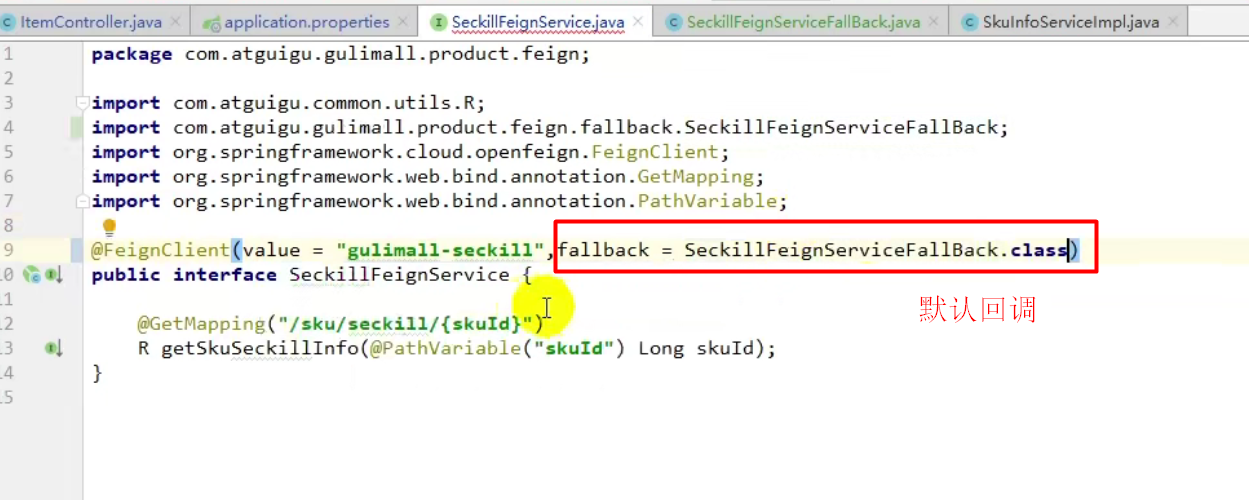 ItemController.java application.properties SeckillFeignService.java SeckillFeignServiceFallBack.java SkuInfoServiceImpl.java
1 package com.atguigu.gulimall.product.feign;
2
3 import com.atguigu.common.utils.R;
4 import com.atguigu.gulimall.product.feign.fallback.SeckillFeignServiceFallBack;
5 import org.springframework.cloud.openfeign.FeignClient;
6 import org.springframework.web.bind.annotation.GetMapping;
7 import org.springframework.web.bind.annotation.PathVariable;
8
9 @FeignClient(value = "gulimall-seckill",fallback = SeckillFeignServiceFallBack.class)
10 public interface SeckillFeignService {
默认回调
11
12 @GetMapping("/sku/seckill/{skuId}")
13 R getSkuSeckillInfo(@PathVariable("skuId") Long skuId);
14 }
15